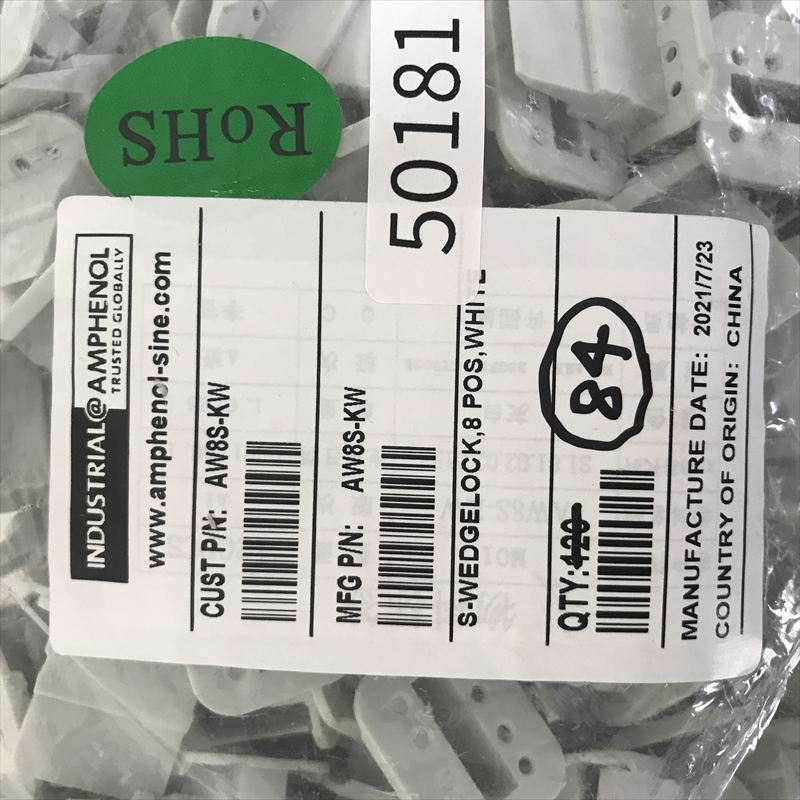 RoHS
50181
INDUSTRIAL@AMPHENOL
TRUSTED GLOBALLY
www.amphenol-sine.com
CUST P/N: AW8S-KW
MFG P/N: AW8S-KW
S-WEDGELOCK,8 POS,WHITE
QTY:120
84
MANUFACTURE DATE: 2021/7/23
COUNTRY OF ORIGIN: CHINA